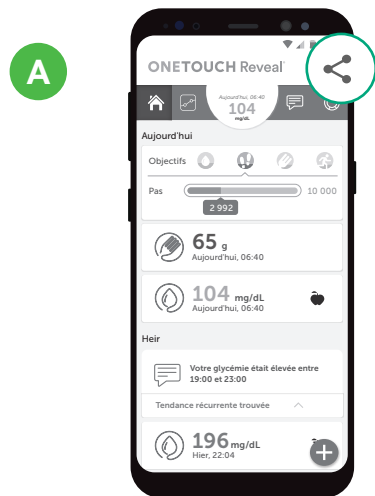 A
ONETOUCH Reveal
Aujourd'hui, 06:40
104
mg/dL
Aujourd'hui
Objectifs
Pas
10 000
2 992
65 g
Aujourd'hui, 06:40
104 mg/dL
Aujourd'hui, 06:40
Heir
Votre glycémie était élevée entre
19:00 et 23:00
Tendance récurrente trouvée
196 mg/dL
Hier, 22:04